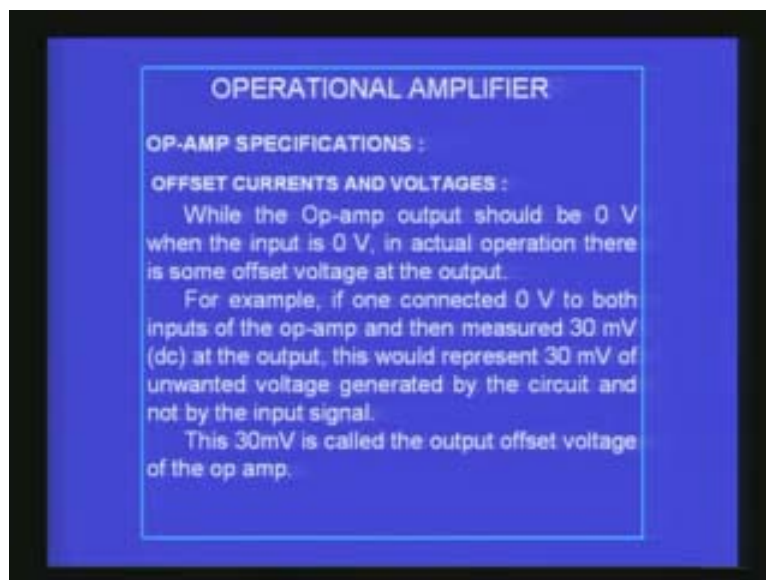 OPERATIONAL AMPLIFIER
OP-AMP SPECIFICATIONS :
OFFSET CURRENTS AND VOLTAGES :
While the Op-amp output should be 0 V
when the input is 0 V, in actual operation there
is some offset voltage at the output.
For example, if one connected 0 V to both
inputs of the op-amp and then measured 30 mV
(dc) at the output, this would represent 30 mV of
unwanted voltage generated by the circuit and
not by the input signal.
This 30mV is called the output offset voltage
of the op amp.